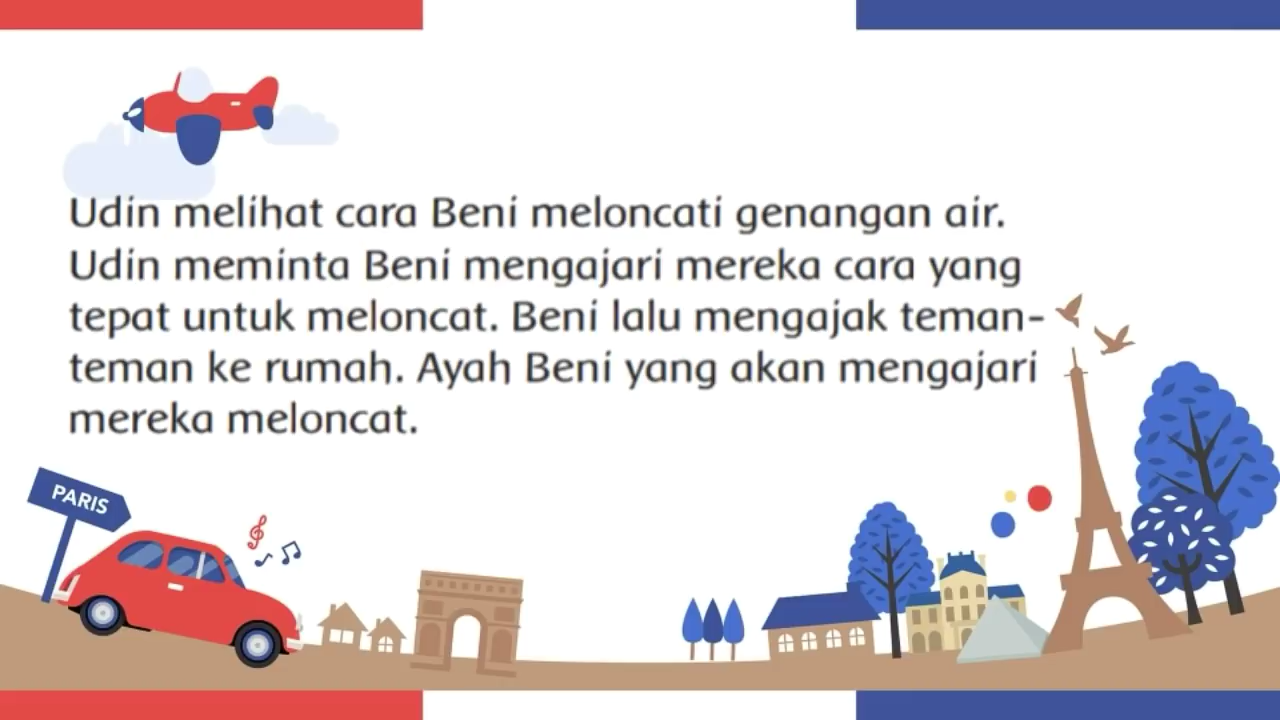 Udin melihat cara Beni meloncati genangan air.
Udin meminta Beni mengajari mereka cara yang
tepat untuk meloncat. Beni lalu mengajak teman-
teman ke rumah. Ayah Beni yang akan mengajari
mereka meloncat.
PARIS